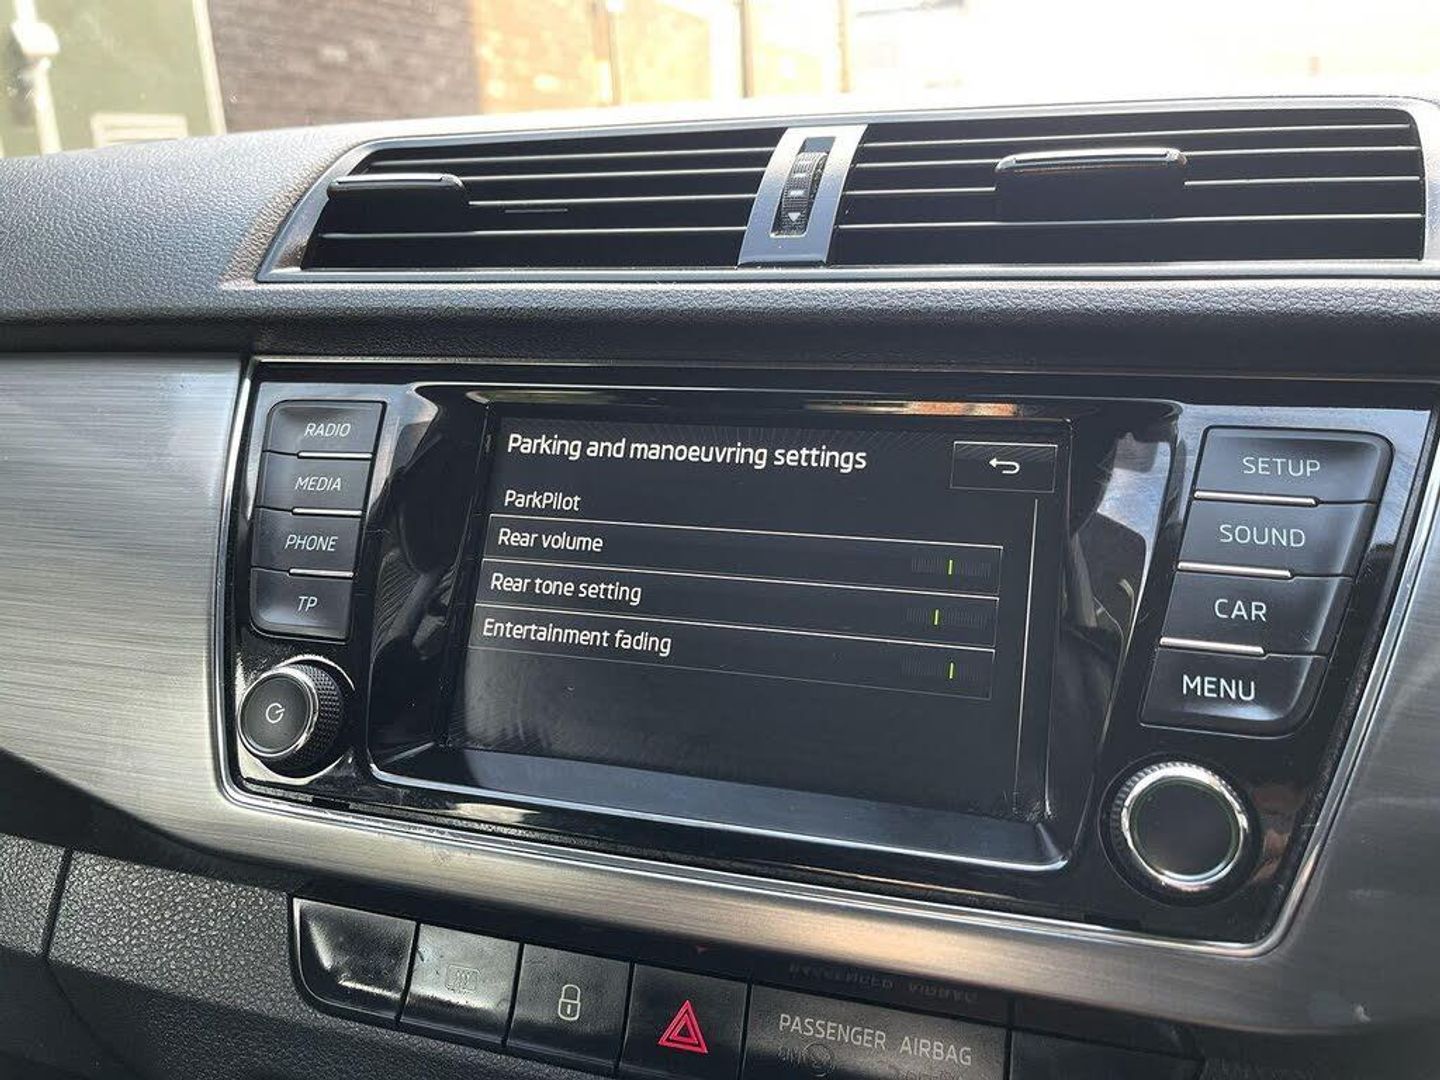 RADIO
MEDIA
PHONE
TP
Parking and manoeuvring settings
ParkPilot
Rear volume
Rear tone setting
Entertainment fading
SETUP
SOUND
CAR
MENU
PASSENGER AIRBAG